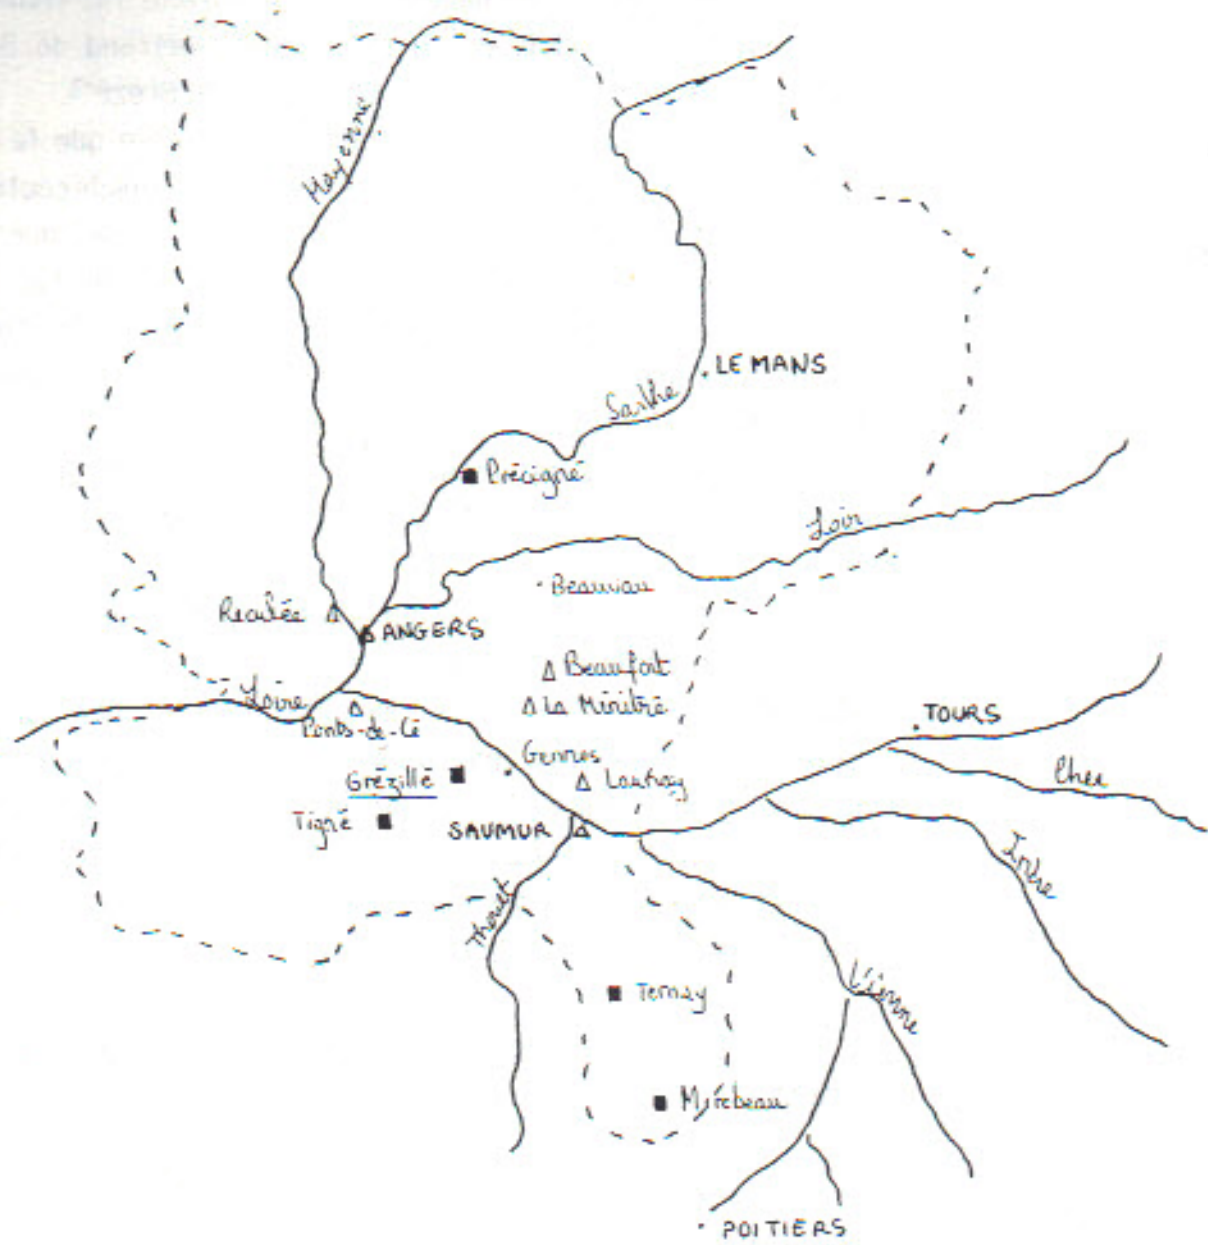 Mayenne
LE MANS
Sarthe
Précigné
Loir
Beauvau
Reculée
ANGERS
Beaufort
La Ménitré
Loire
Ponts-de-Cé
TOURS
Gennes
Grézillé
Launay
Cher
Tigné
SAUMUR
Indre
Thouet
Vienne
Ternay
Mirebeau
POITIERS